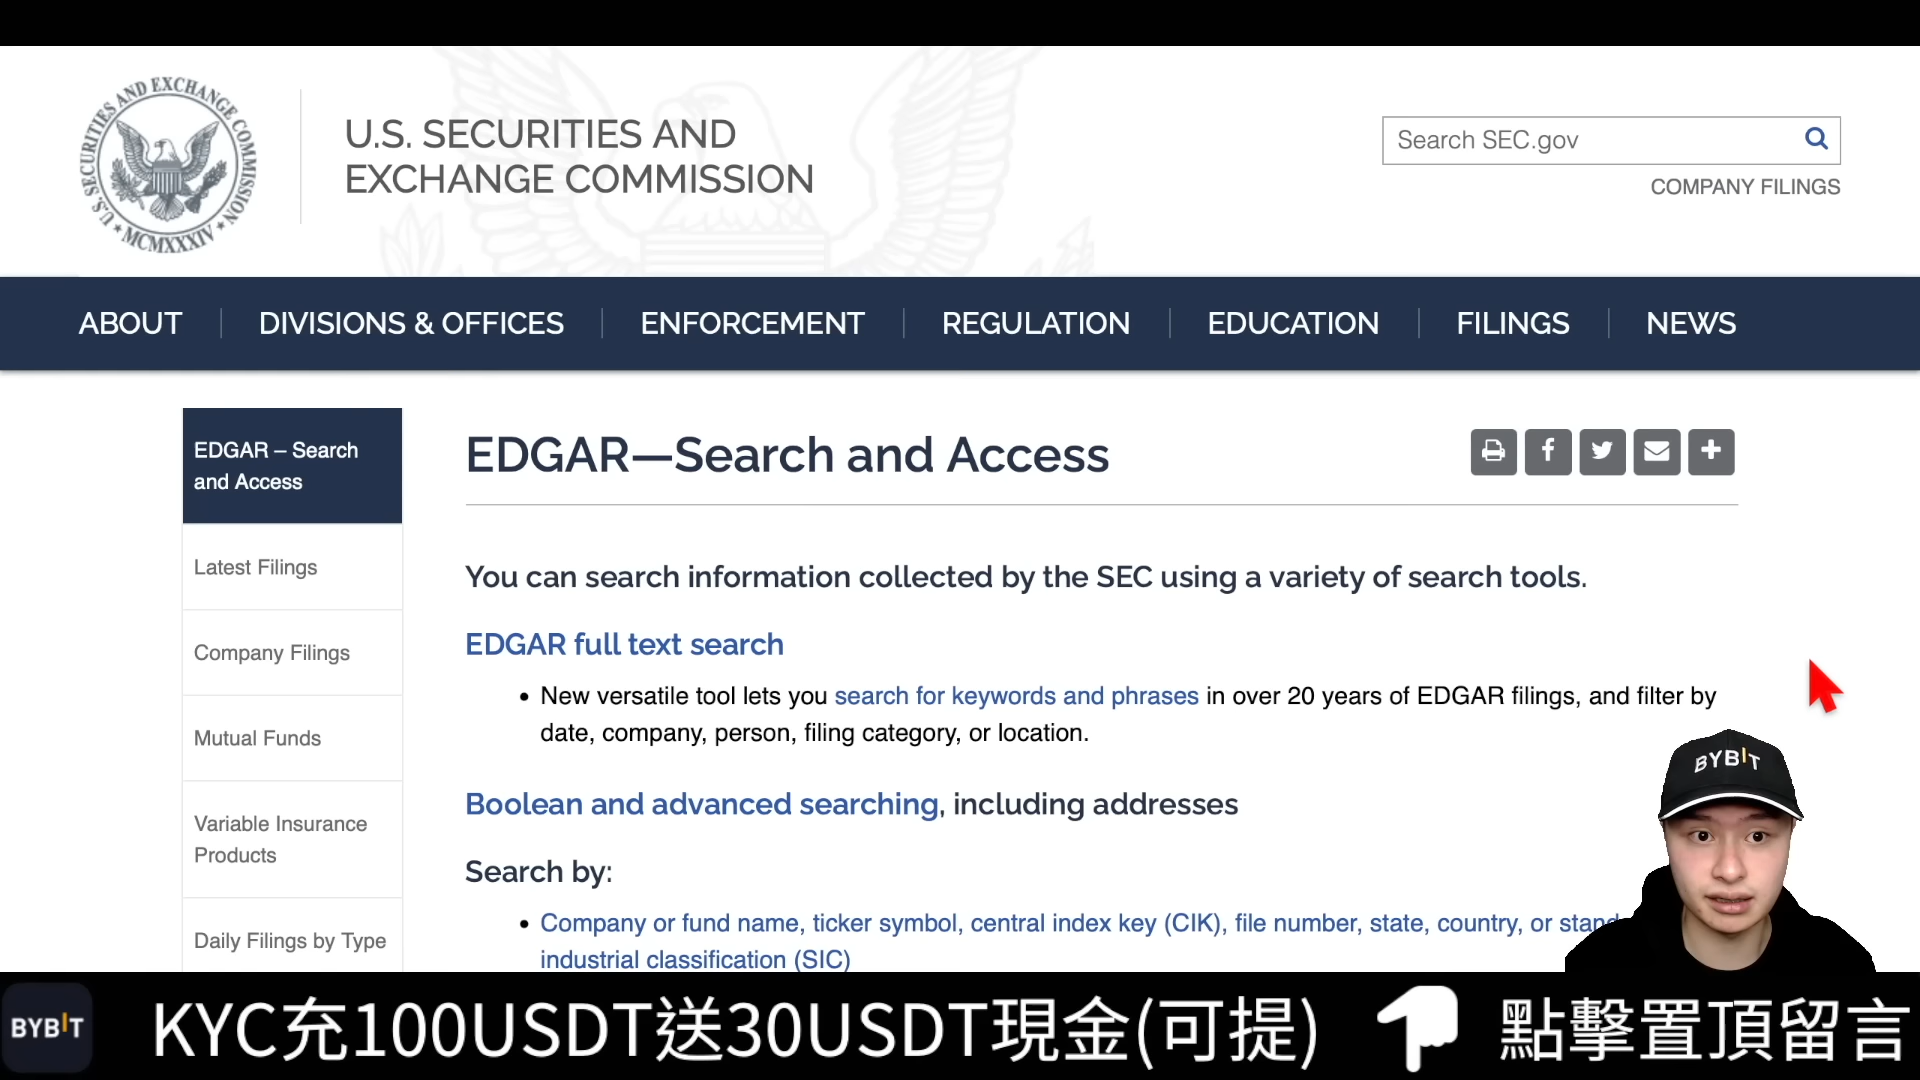 U.S. SECURITIES AND EXCHANGE COMMISSION
MCMXXXIV
U.S. SECURITIES AND
EXCHANGE COMMISSION
Search SEC.gov
COMPANY FILINGS
ABOUT
DIVISIONS & OFFICES
ENFORCEMENT
REGULATION
EDUCATION
FILINGS
NEWS
EDGAR – Search
and Access
Latest Filings
Company Filings
Mutual Funds
Variable Insurance
Products
Daily Filings by Type
EDGAR—Search and Access
You can search information collected by the SEC using a variety of search tools.
EDGAR full text search
• New versatile tool lets you search for keywords and phrases in over 20 years of EDGAR filings, and filter by
date, company, person, filing category, or location.
Boolean and advanced searching, including addresses
Search by:
• Company or fund name, ticker symbol, central index key (CIK), file number, state, country, or
industrial classification (SIC)
BYBIT
BYBIT
KYC充100USDT送30USDT現金(可提)
點擊置頂留言